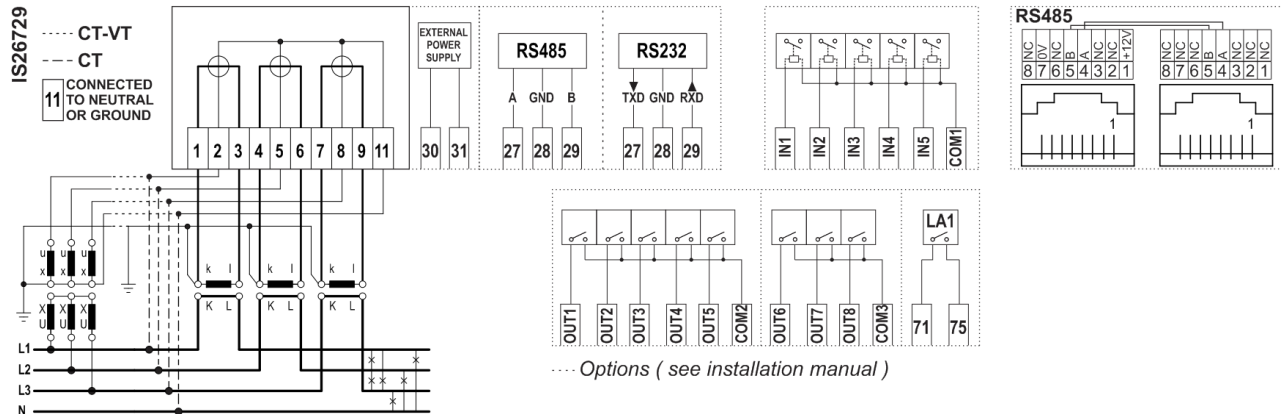 IS26729
CT-VT
CT
11 CONNECTED TO NEUTRAL OR GROUND
1 2 3 4 5 6 7 8 9 11
EXTERNAL POWER SUPPLY
30 31
RS485
A GND B
27 28 29
RS232
TXD GND RXD
27 28 29
IN1 IN2 IN3 IN4 IN5 COM1
RS485
NC 0V NC B A NC NC +12V
8 7 6 5 4 3 2 1
1
NC NC NC B A NC NC NC
8 7 6 5 4 3 2 1
1
u u u
x x x
X X X
U U U
k l k l k l
K L K L K L
L1
L2
L3
N
OUT1 OUT2 OUT3 OUT4 OUT5 COM2
OUT6 OUT7 OUT8 COM3
LA1
71 75
Options ( see installation manual )